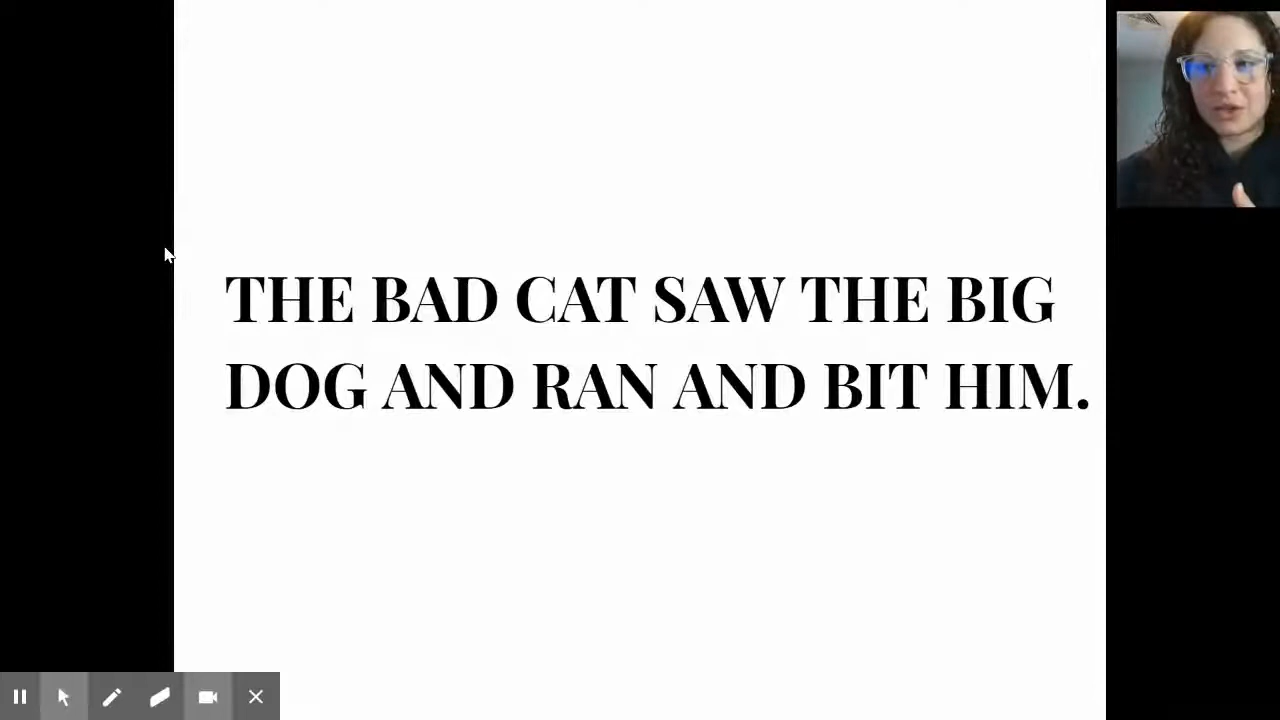 THE BAD CAT SAW THE BIG
DOG AND RAN AND BIT HIM.